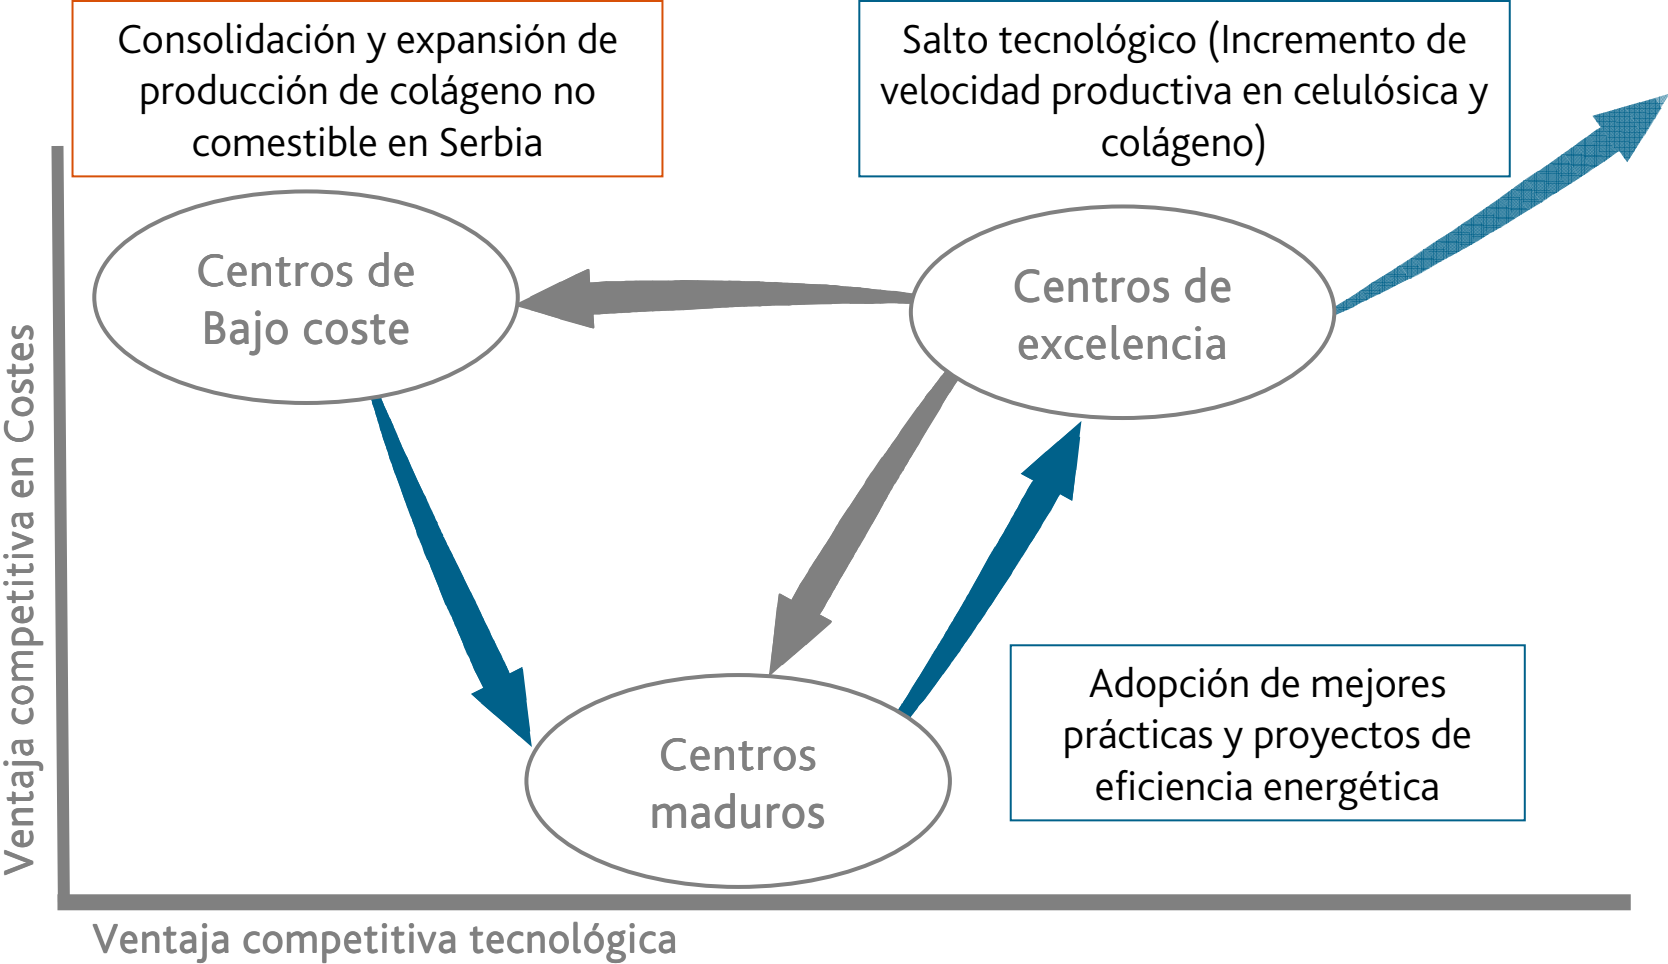 Consolidación y expansión de
producción de colágeno no
comestible en Serbia
Salto tecnológico (Incremento de
velocidad productiva en celulósica y
colágeno)
Centros de
Bajo coste
Centros de
excelencia
Ventaja competitiva en Costes
Adopción de mejores
prácticas y proyectos de
eficiencia energética
Centros
maduros
Ventaja competitiva tecnológica